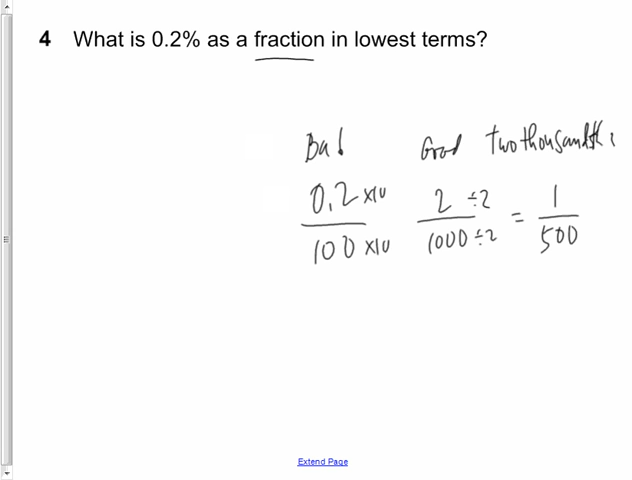 4 What is 0.2% as a fraction in lowest terms?
Bad Good two thousandths
0.2 ×10 2 ÷2 1
100 ×10 1000 ÷2 = 500
Extend Page